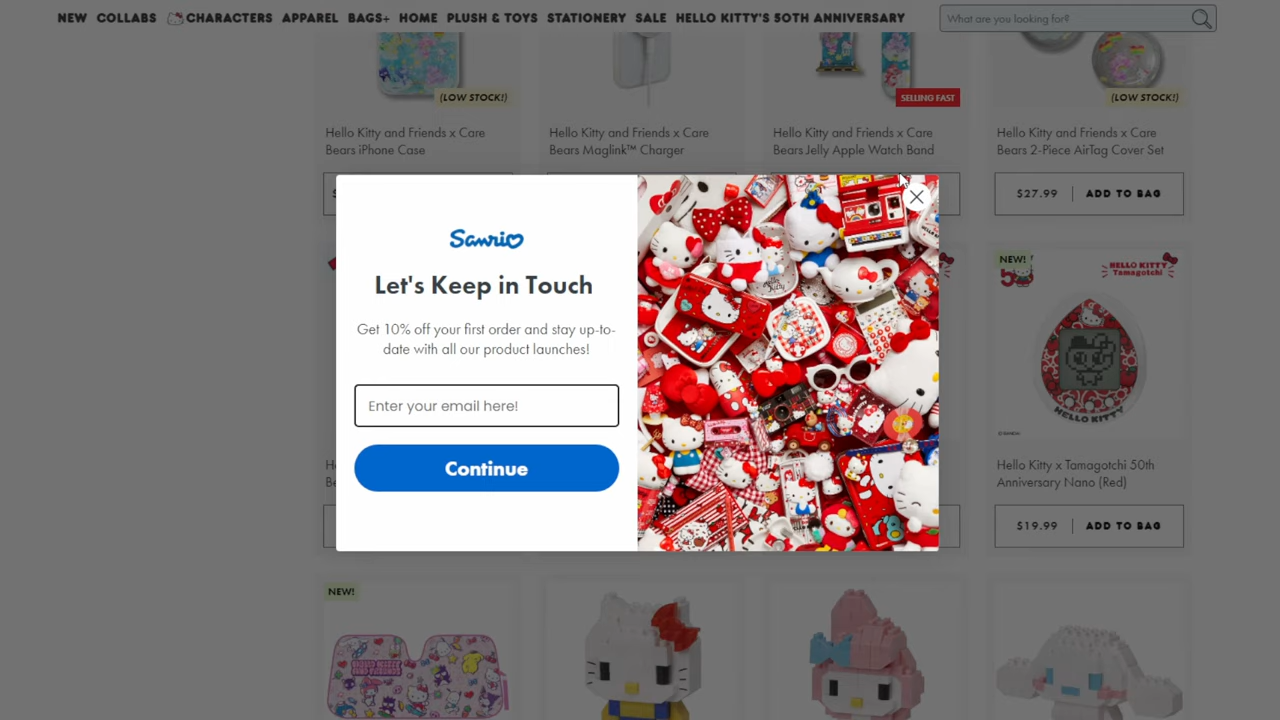 NEW COLLABS CHARACTERS APPAREL BAGS+ HOME PLUSH & TOYS STATIONERY SALE HELLO KITTY'S 50TH ANNIVERSARY
What are you looking for?
(LOW STOCK!)
SELLING FAST
(LOW STOCK!)
Hello Kitty and Friends x Care
Bears iPhone Case
Hello Kitty and Friends x Care
Bears Maglink™ Charger
Hello Kitty and Friends x Care
Bears Jelly Apple Watch Band
Hello Kitty and Friends x Care
Bears 2-Piece AirTag Cover Set
$27.99 | ADD TO BAG
Sanrio
Let's Keep in Touch
Get 10% off your first order and stay up-to-
date with all our product launches!
Enter your email here!
Continue
NEW!
HELLO KITTY
Tamagotchi
HELLO KITTY
Hello Kitty x Tamagotchi 50th
Anniversary Nano (Red)
$19.99 | ADD TO BAG
NEW!